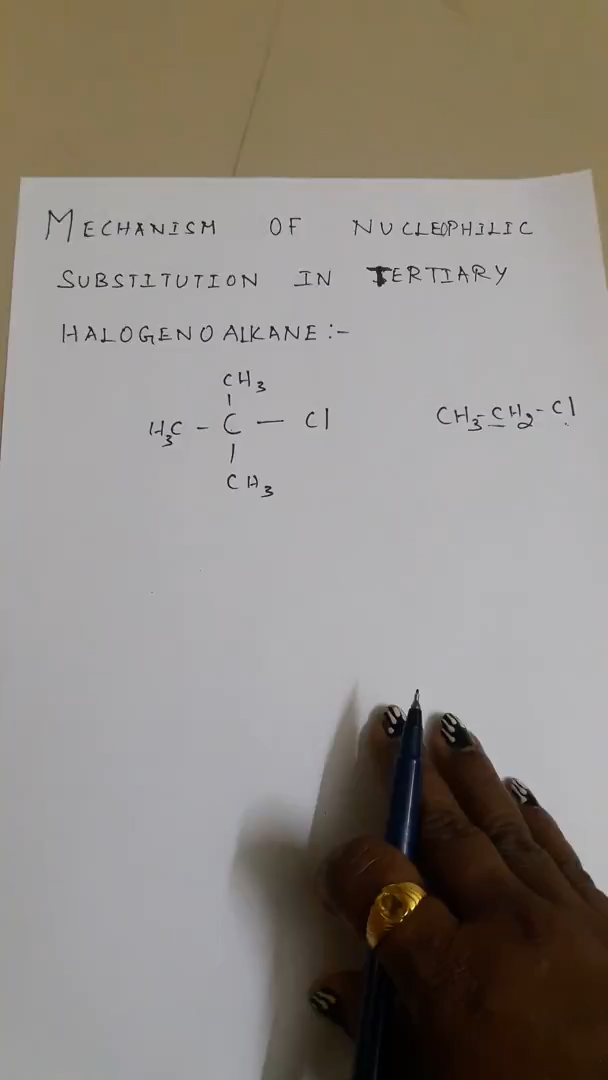 MECHANISM OF NUCLEOPHILIC
SUBSTITUTION IN TERTIARY
HALOGENOALKANE :-
CH3
H3C - C - Cl
CH3
CH3-CH2-Cl